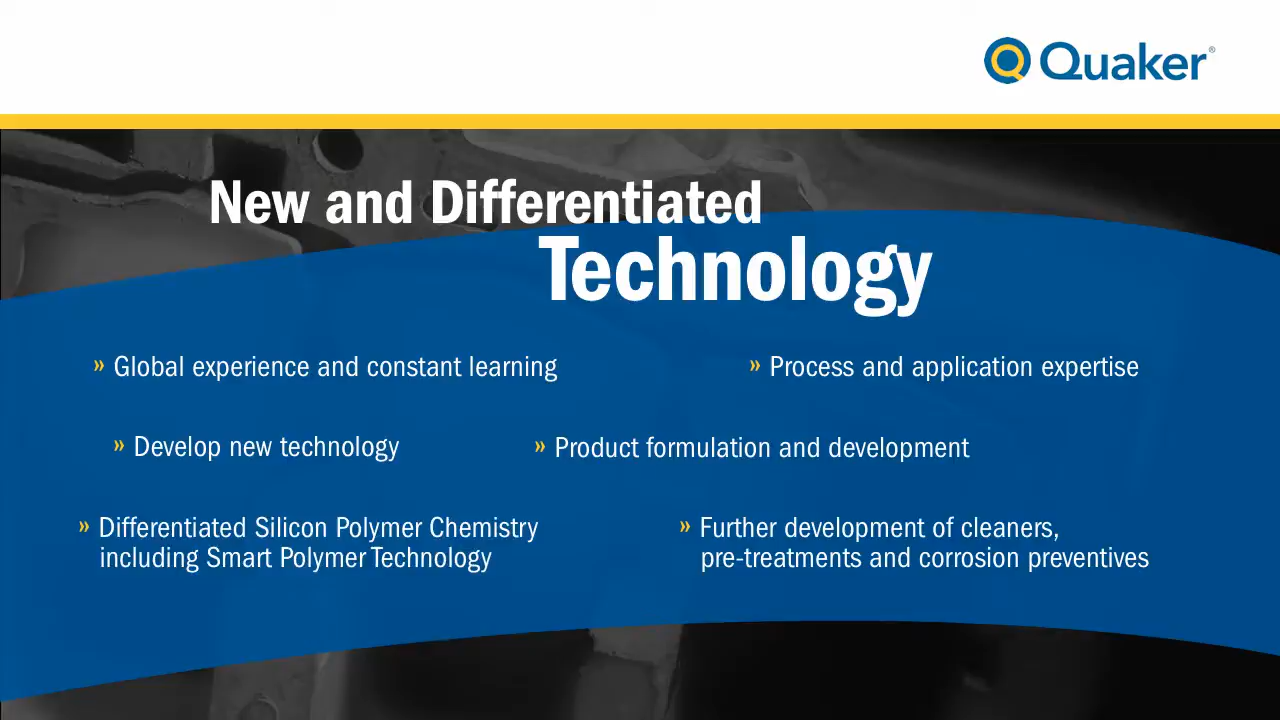 Quaker®
New and Differentiated
Technology
» Global experience and constant learning
» Process and application expertise
» Develop new technology
» Product formulation and development
» Differentiated Silicon Polymer Chemistry
including Smart Polymer Technology
» Further development of cleaners,
pre-treatments and corrosion preventives